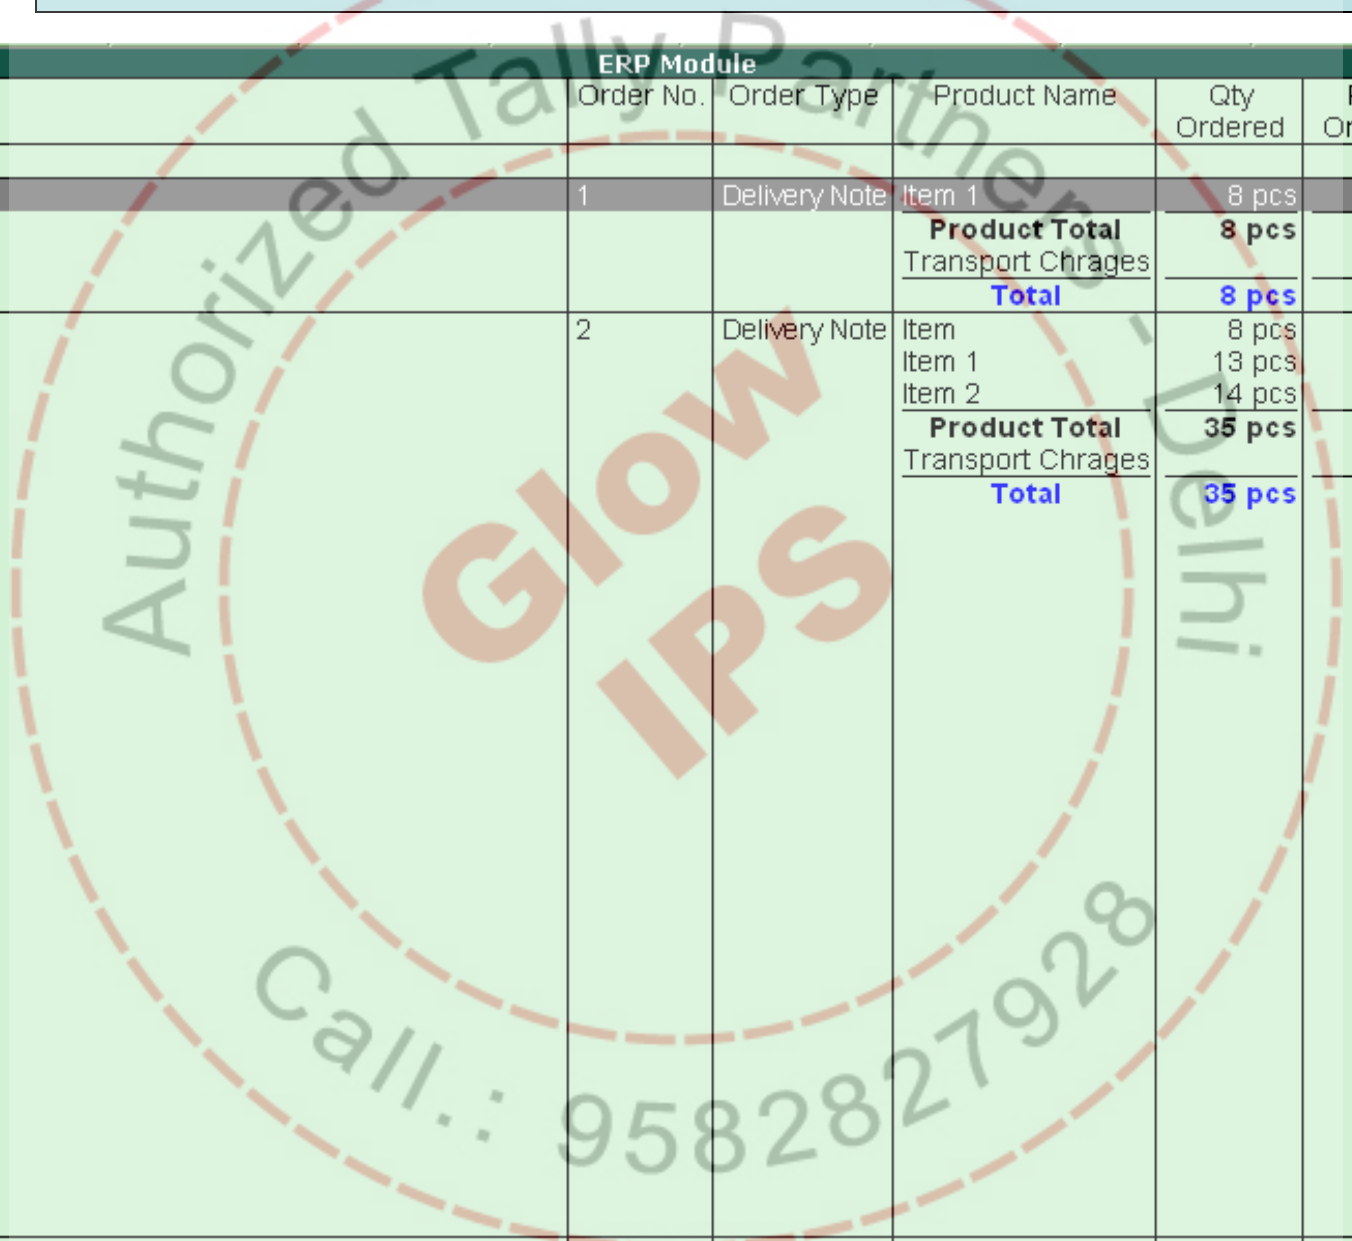 ERP Module
Order No. Order Type Product Name Qty Ordered
1 Delivery Note Item 1 8 pcs
Product Total 8 pcs
Transport Chrages
Total 8 pcs
2 Delivery Note Item 8 pcs
Item 1 13 pcs
Item 2 14 pcs
Product Total 35 pcs
Transport Chrages
Total 35 pcs
Authorized Tally Partners - Delhi
Glow
IPS
Call.: 9582827928